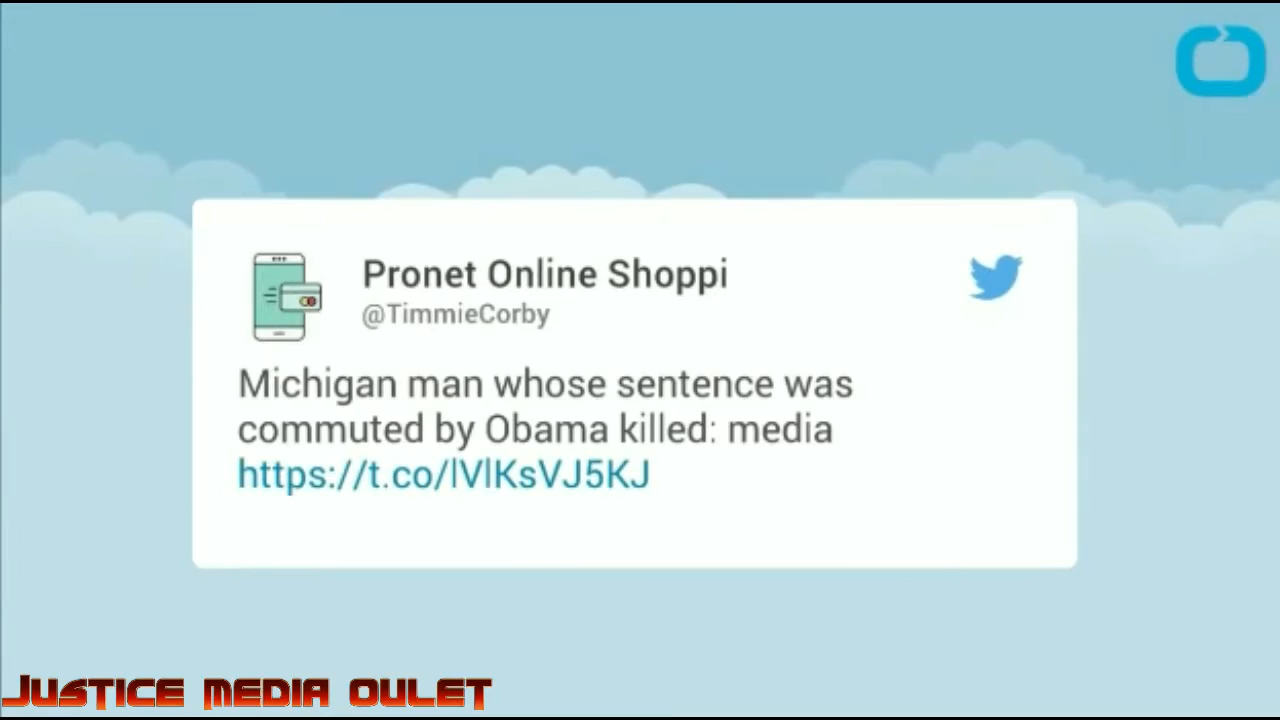 Pronet Online Shoppi
@TimmieCorby
Michigan man whose sentence was
commuted by Obama killed: media
https://t.co/lVlKsVJ5KJ
JUSTICE MEDIA OULET